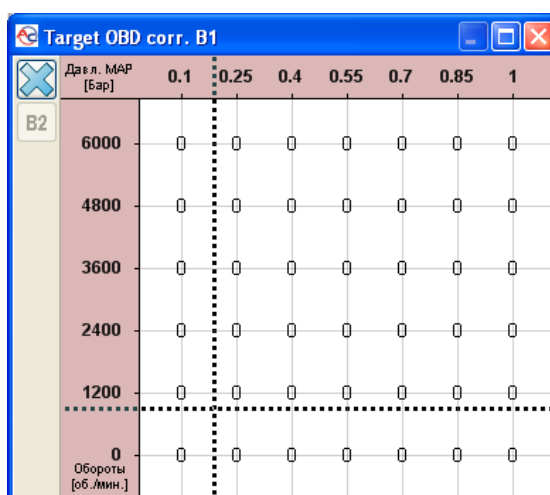 Target OBD corr. B1
Давл. MAP 0.1 0.25 0.4 0.55 0.7 0.85 1
[Бар]
B2
6000 0 0 0 0 0 0 0
4800 0 0 0 0 0 0 0
3600 0 0 0 0 0 0 0
2400 0 0 0 0 0 0 0
1200 0 0 0 0 0 0 0
0 0 0 0 0 0 0 0
Обороты
[об./мин.]